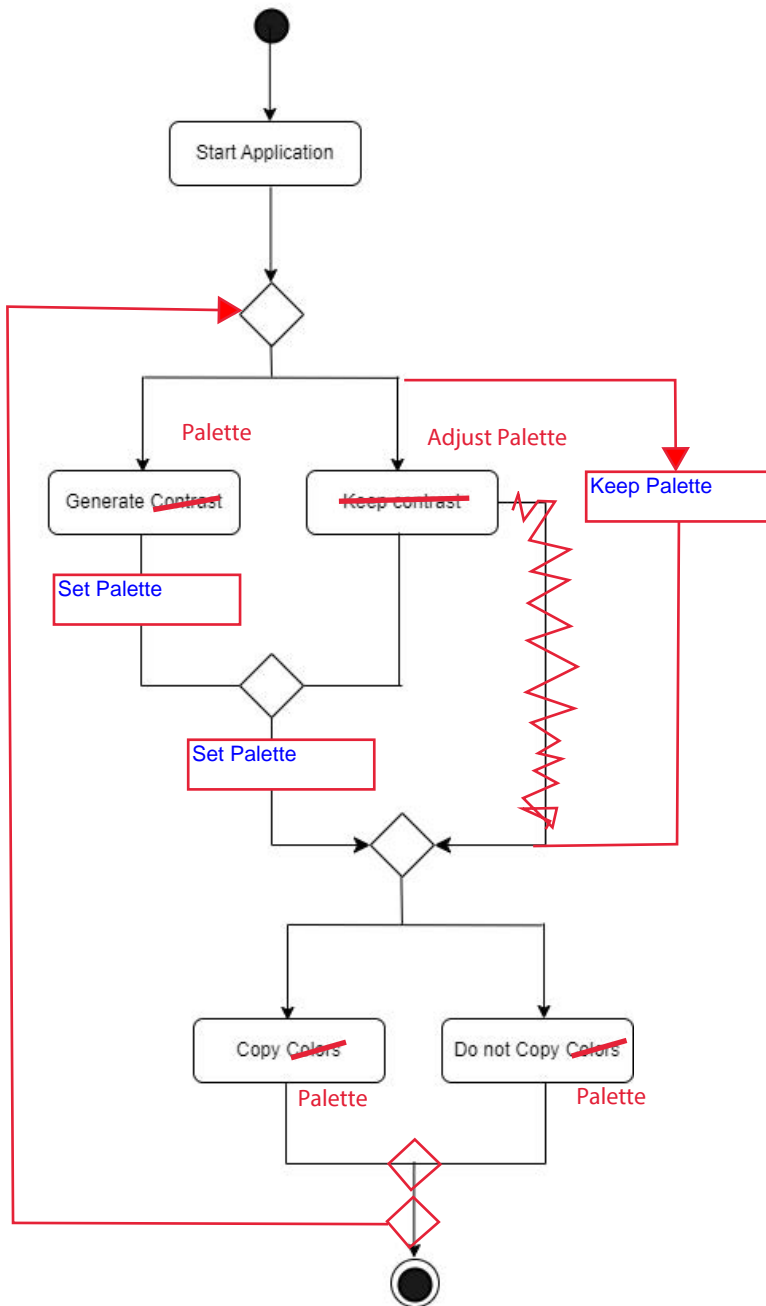 Start Application
Palette
Adjust Palette
Generate Contrast
Keep contrast
Keep Palette
Set Palette
Set Palette
Copy Colors
Do not Copy Colors
Palette
Palette